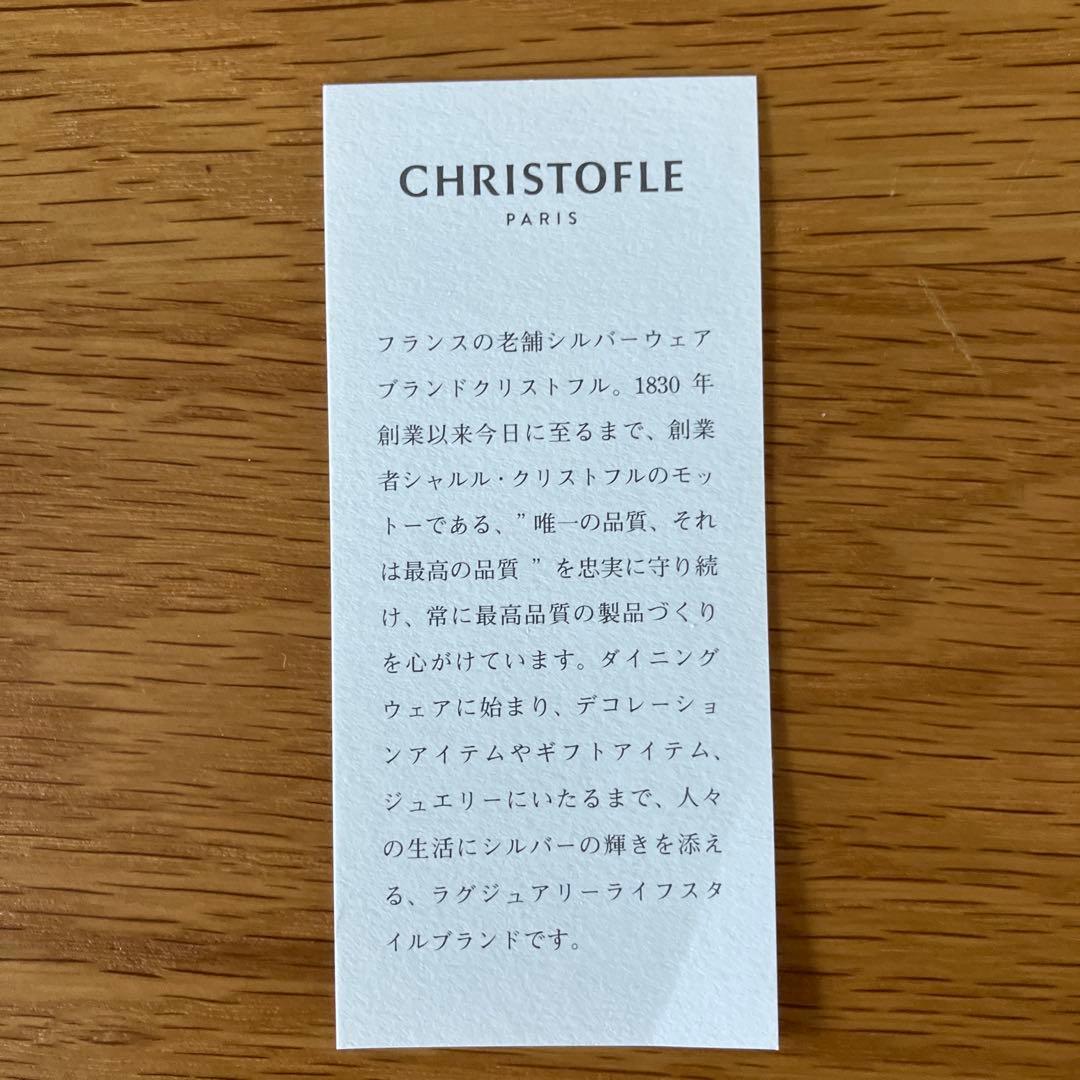 CHRISTOFLE
PARIS
フランスの老舗シルバーウェア
ブランドクリストフル。1830 年
創業以来今日に至るまで、創業
者シャルル・クリストフルのモッ
トーである、”唯一の品質、それ
は最高の品質 ” を忠実に守り続
け、常に最高品質の製品づくり
を心がけています。ダイニング
ウェアに始まり、デコレーショ
ンアイテムやギフトアイテム、
ジュエリーにいたるまで、人々
の生活にシルバーの輝きを添え
る、ラグジュアリーライフスタ
イルブランドです。